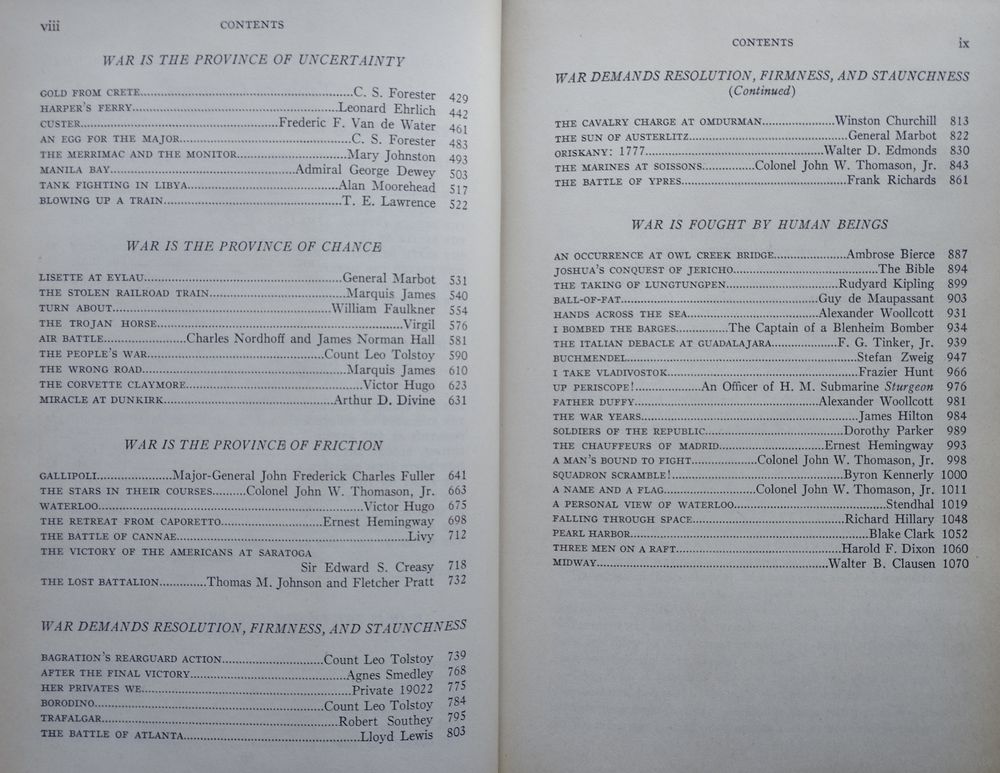 viii
CONTENTS
WAR IS THE PROVINCE OF UNCERTAINTY
GOLD FROM CRETE........C. S. Forester 429
HARPER'S FERRY........Leonard Ehrlich 442
CUSTER........Frederic F. Van de Water 461
AN EGG FOR THE MAJOR........C. S. Forester 483
THE MERRIMAC AND THE MONITOR........Mary Johnston 493
MANILA BAY........Admiral George Dewey 503
TANK FIGHTING IN LIBYA........Alan Moorehead 517
BLOWING UP A TRAIN........T. E. Lawrence 522
WAR IS THE PROVINCE OF CHANCE
LISETTE AT EYLAU........General Marbot 531
THE STOLEN RAILROAD TRAIN........Marquis James 540
TURN ABOUT........William Faulkner 554
THE TROJAN HORSE........Virgil 576
AIR BATTLE........Charles Nordhoff and James Norman Hall 581
THE PEOPLE'S WAR........Count Leo Tolstoy 590
THE WRONG ROAD........Marquis James 610
THE CORVETTE CLAYMORE........Victor Hugo 623
MIRACLE AT DUNKIRK........Arthur D. Divine 631
WAR IS THE PROVINCE OF FRICTION
GALLIPOLI........Major-General John Frederick Charles Fuller 641
THE STARS IN THEIR COURSES........Colonel John W. Thomason, Jr. 663
WATERLOO........Victor Hugo 675
THE RETREAT FROM CAPORETTO........Ernest Hemingway 698
THE BATTLE OF CANNAE........Livy 712
THE VICTORY OF THE AMERICANS AT SARATOGA
Sir Edward S. Creasy 718
THE LOST BATTALION........Thomas M. Johnson and Fletcher Pratt 732
WAR DEMANDS RESOLUTION, FIRMNESS, AND STAUNCHNESS
BAGRATION'S REARGUARD ACTION........Count Leo Tolstoy 739
AFTER THE FINAL VICTORY........Agnes Smedley 768
HER PRIVATES WE........Private 19022 775
BORODINO........Count Leo Tolstoy 784
TRAFALGAR........Robert Southey 795
THE BATTLE OF ATLANTA........Lloyd Lewis 803
CONTENTS
ix
WAR DEMANDS RESOLUTION, FIRMNESS, AND STAUNCHNESS
(Continued)
THE CAVALRY CHARGE AT OMDURMAN........Winston Churchill 813
THE SUN OF AUSTERLITZ........General Marbot 822
ORISKANY: 1777........Walter D. Edmonds 830
THE MARINES AT SOISSONS........Colonel John W. Thomason, Jr. 843
THE BATTLE OF YPRES........Frank Richards 861
WAR IS FOUGHT BY HUMAN BEINGS
AN OCCURRENCE AT OWL CREEK BRIDGE........Ambrose Bierce 887
JOSHUA'S CONQUEST OF JERICHO........The Bible 894
THE TAKING OF LUNGTUNGPEN........Rudyard Kipling 899
BALL-OF-FAT........Guy de Maupassant 903
HANDS ACROSS THE SEA........Alexander Woollcott 931
I BOMBED THE BARGES........The Captain of a Blenheim Bomber 934
THE ITALIAN DEBACLE AT GUADALAJARA........F. G. Tinker, Jr. 939
BUCHMENDEL........Stefan Zweig 947
I TAKE VLADIVOSTOK........Frazier Hunt 966
UP PERISCOPE!........An Officer of H. M. Submarine Sturgeon 976
FATHER DUFFY........Alexander Woollcott 981
THE WAR YEARS........James Hilton 984
SOLDIERS OF THE REPUBLIC........Dorothy Parker 989
THE CHAUFFEURS OF MADRID........Ernest Hemingway 993
A MAN'S BOUND TO FIGHT........Colonel John W. Thomason, Jr. 998
SQUADRON SCRAMBLE!........Byron Kennerly 1000
A NAME AND A FLAG........Colonel John W. Thomason, Jr. 1011
A PERSONAL VIEW OF WATERLOO........Stendhal 1019
FALLING THROUGH SPACE........Richard Hillary 1048
PEARL HARBOR........Blake Clark 1052
THREE MEN ON A RAFT........Harold F. Dixon 1060
MIDWAY........Walter B. Clausen 1070